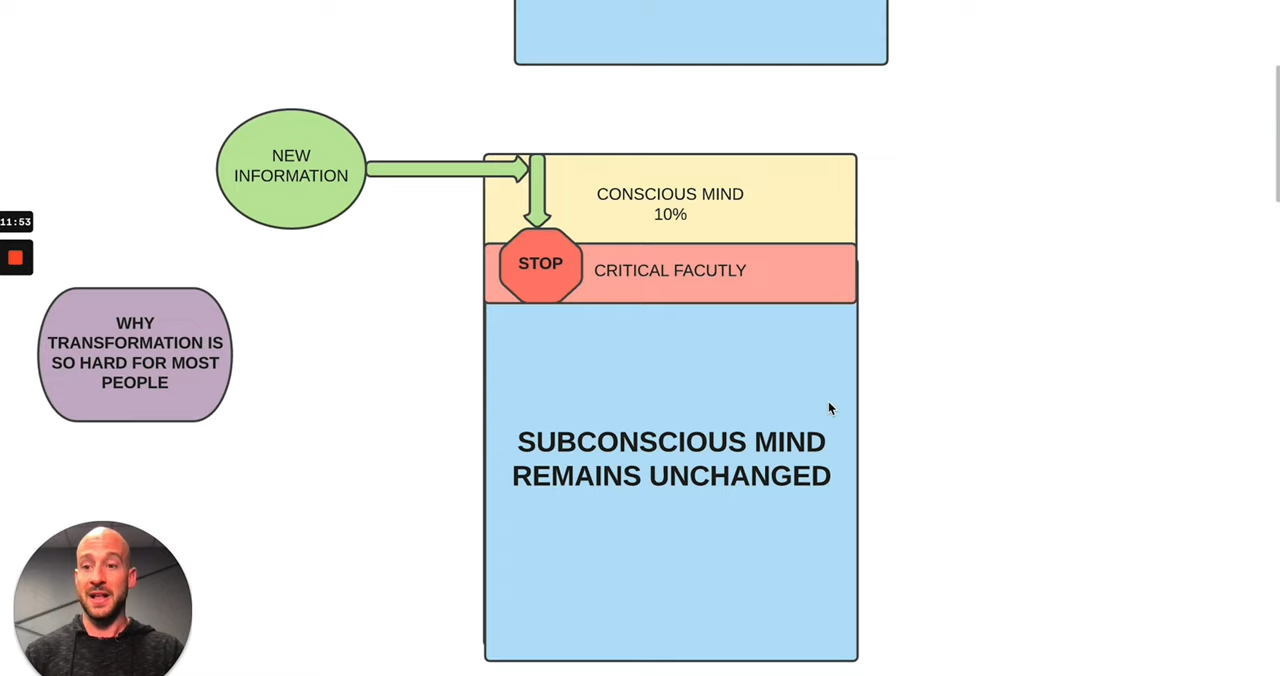 NEW
INFORMATION
CONSCIOUS MIND
10%
11:53
STOP
CRITICAL FACUTLY
WHY
TRANSFORMATION IS
SO HARD FOR MOST
PEOPLE
SUBCONSCIOUS MIND
REMAINS UNCHANGED